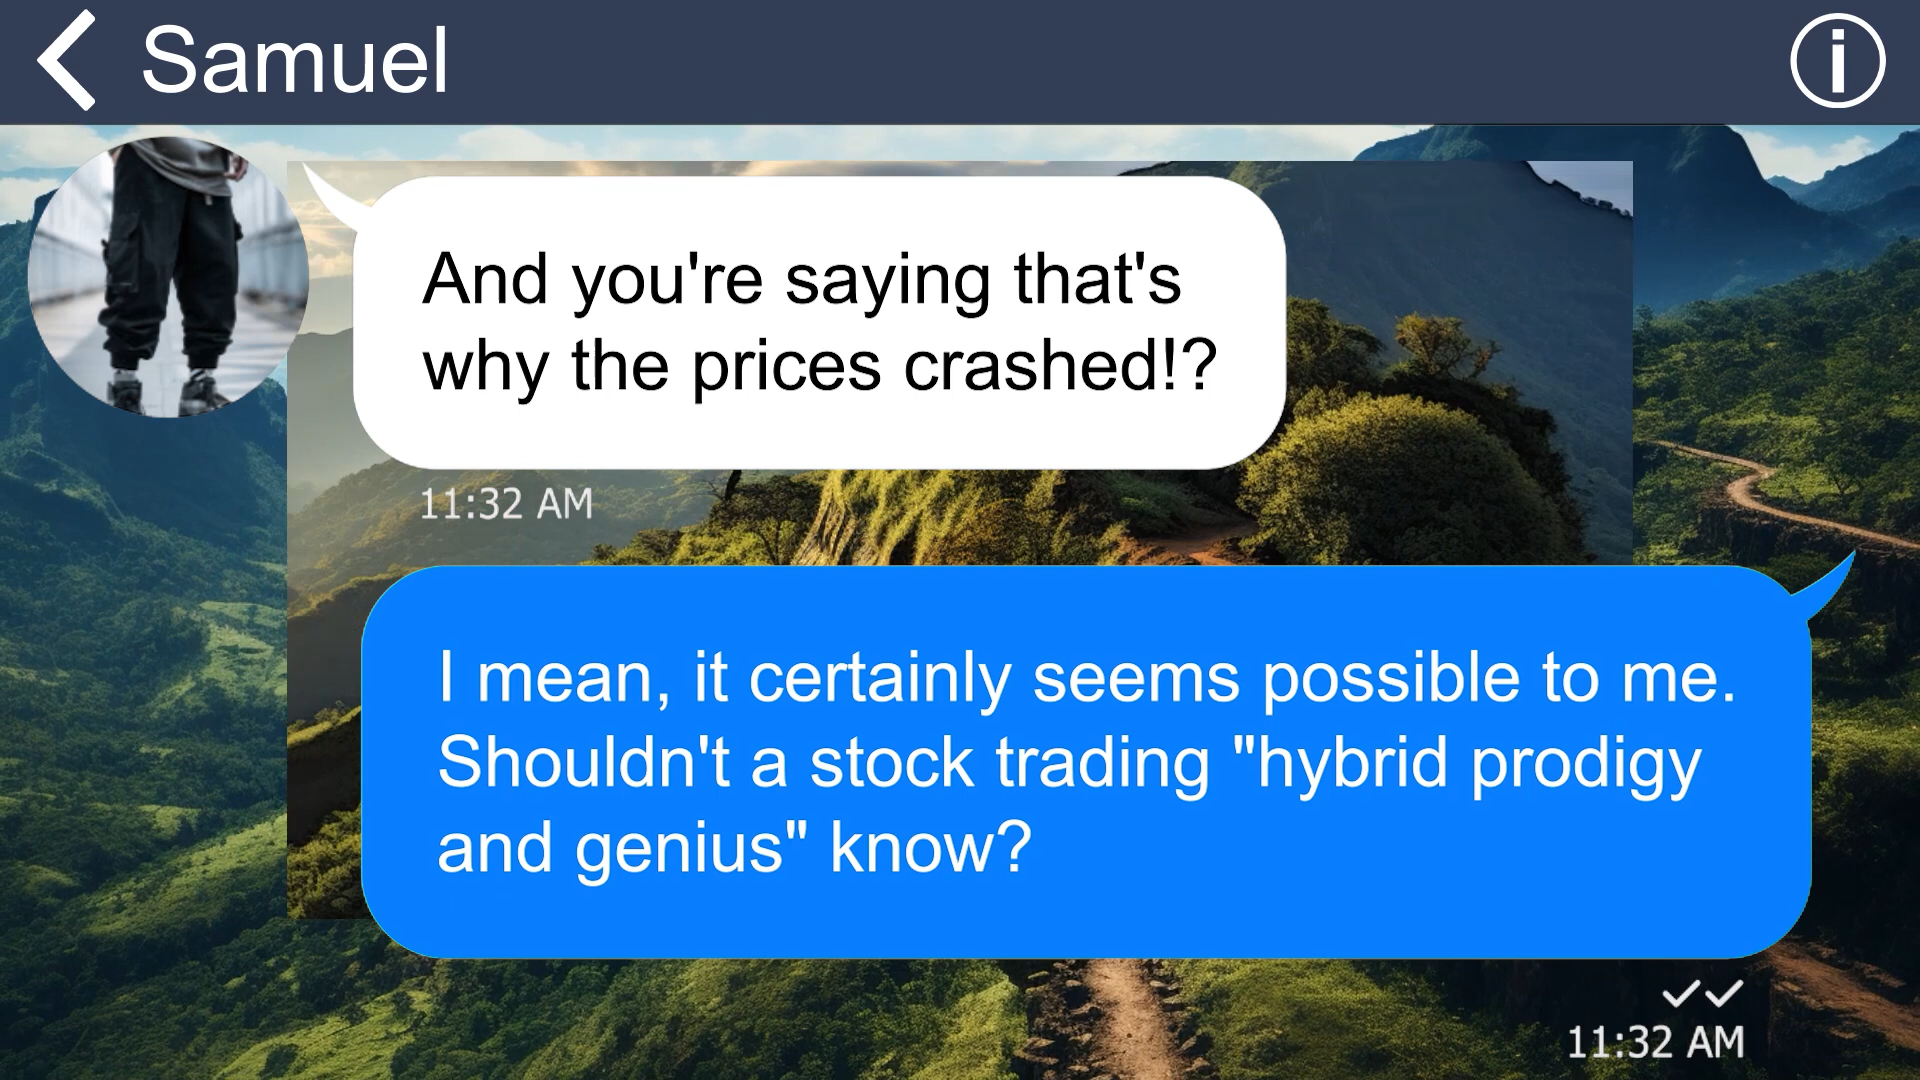 Samuel
And you're saying that's
why the prices crashed!?
11:32 AM
I mean, it certainly seems possible to me.
Shouldn't a stock trading "hybrid prodigy
and genius" know?
11:32 AM